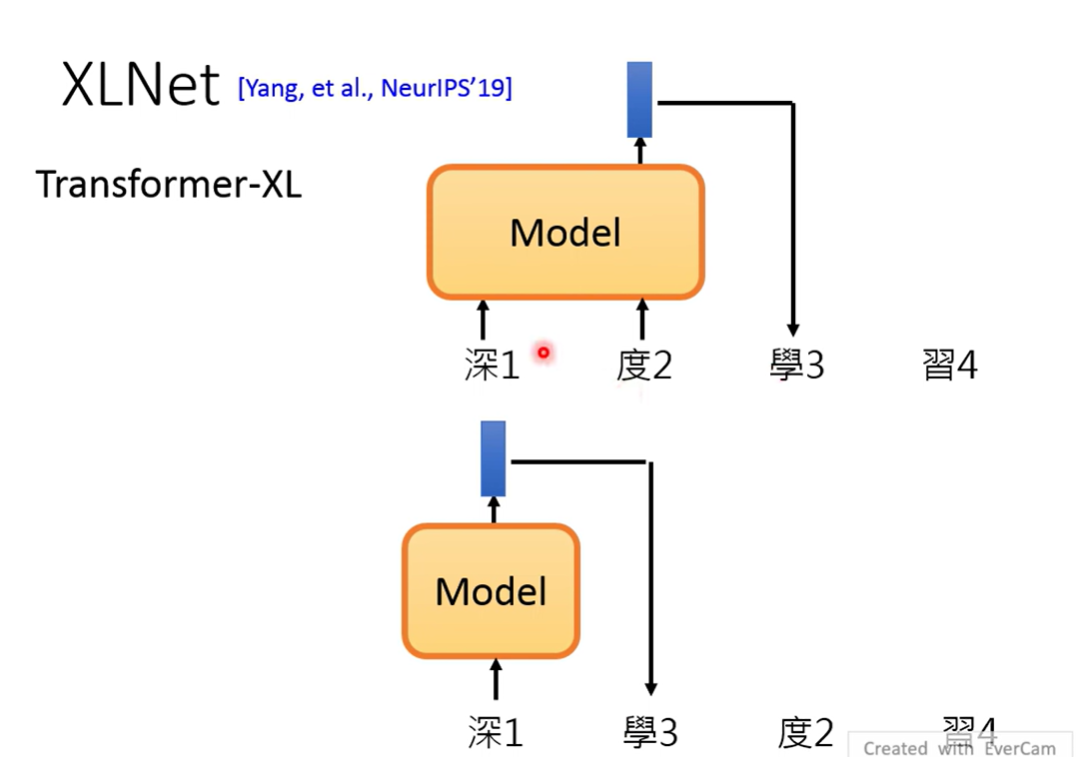 XLNet [Yang, et al., NeurIPS'19]
Transformer-XL
Model
深1 度2 學3 習4
Model
深1 學3 度2 習4
Created with EverCam